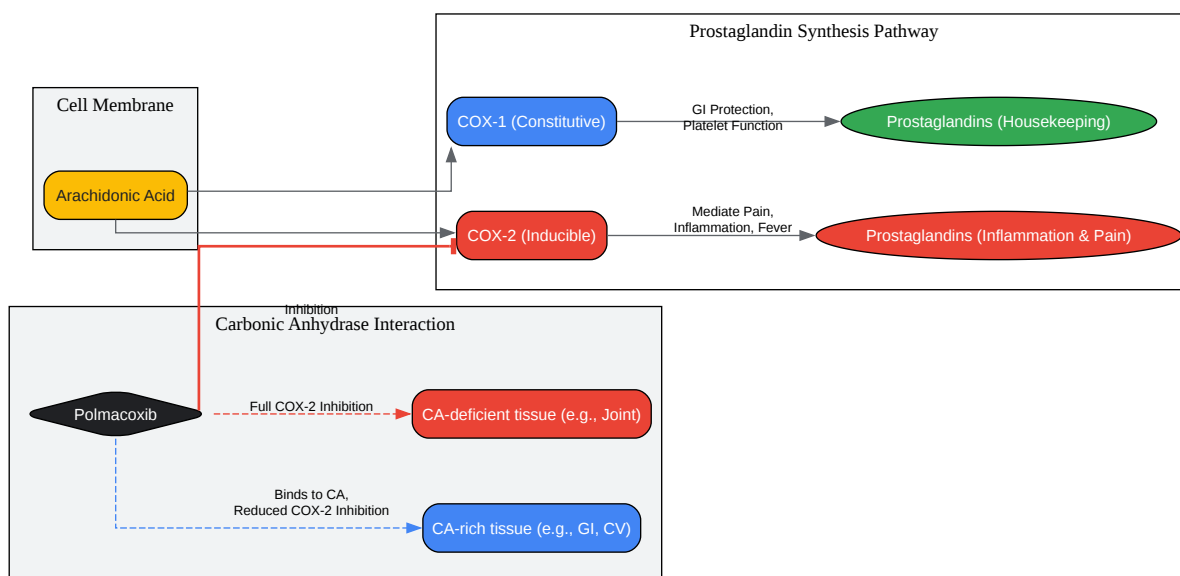 Prostaglandin Synthesis Pathway
Cell Membrane
COX-1 (Constitutive)
GI Protection,
Platelet Function
Prostaglandins (Housekeeping)
Arachidonic Acid
COX-2 (Inducible)
Mediate Pain,
Inflammation, Fever
Prostaglandins (Inflammation & Pain)
Inhibition
Carbonic Anhydrase Interaction
Polmacoxib
Full COX-2 Inhibition
CA-deficient tissue (e.g., Joint)
Binds to CA,
Reduced COX-2 Inhibition
CA-rich tissue (e.g., GI, CV)